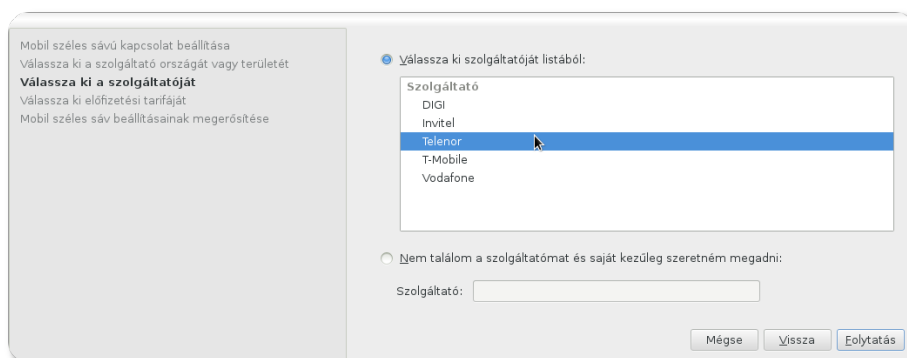 Mobil széles sávú kapcsolat beállítása
Válassza ki a szolgáltató országát vagy területét
Válassza ki a szolgáltatóját
Válassza ki előfizetési tarifáját
Mobil széles sáv beállításainak megerősítése
Válassza ki szolgáltatóját listából:
Szolgáltató
DIGI
Invitel
Telenor
T-Mobile
Vodafone
Nem találom a szolgáltatómat és saját kezűleg szeretném megadni:
Szolgáltató:
Mégse
Vissza
Folytatás